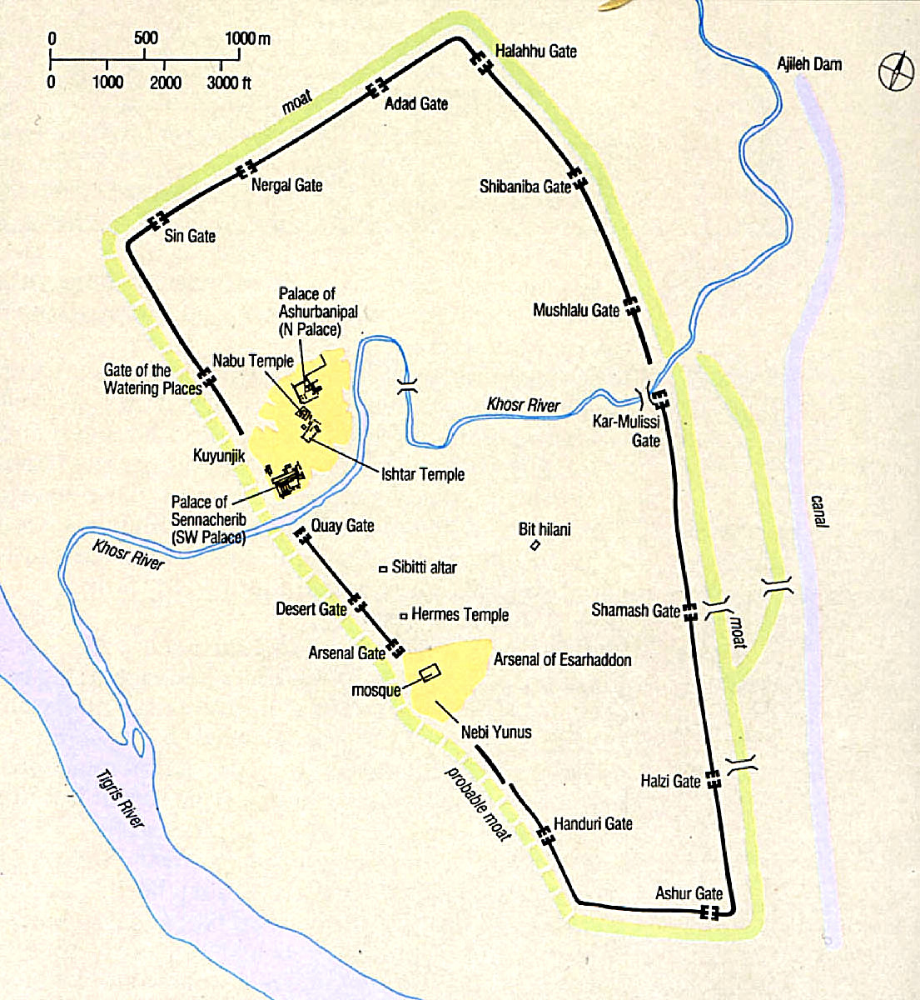 0 500 1000 m
0 1000 2000 3000 ft
Halahhu Gate
Ajileh Dam
moat
Adad Gate
Nergal Gate
Shibaniba Gate
Sin Gate
Palace of
Ashurbanipal
(N Palace)
Mushlalu Gate
Nabu Temple
Gate of the
Watering Places
Khosr River
Kar-Mulissi
Gate
Kuyunjik
Ishtar Temple
Palace of
Sennacherib
(SW Palace)
canal
Quay Gate
Bit hilani
Khosr River
Sibitti altar
Desert Gate
Hermes Temple
Shamash Gate
moat
Arsenal Gate
Arsenal of Esarhaddon
mosque
Nebi Yunus
Tigris River
probable moat
Halzi Gate
Handuri Gate
Ashur Gate